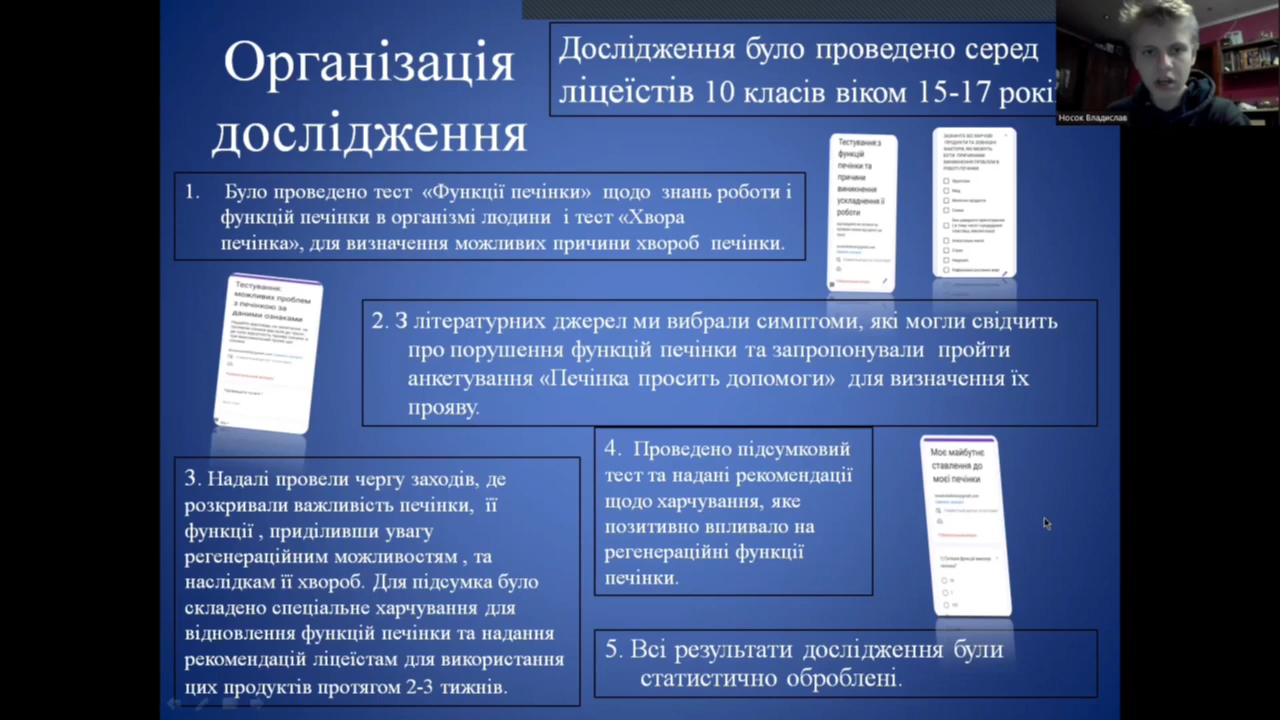 Організація
дослідження
Дослідження було проведено серед
ліцеїстів 10 класів віком 15-17 рокі
Носок Владислав
1. Було проведено тест «Функції печінки» щодо знань роботи і
функцій печінки в організмі людини і тест «Хвора
печінка», для визначення можливих причини хвороб печінки.
Тестування:з
функцій
печінки та
причини
виникнення
ускладнення її
роботи
Тестування:
можливих проблем
з печінкою за
даними ознаками
2. З літературних джерел ми вибрали симптоми, які могли свідчить
про порушення функцій печінки та запропонували пройти
анкетування «Печінка просить допомоги» для визначення їх
прояву.
3. Надалі провели чергу заходів, де
розкривали важливість печінки, її
функції , приділивши увагу
регенераційним можливостям , та
наслідкам її хвороб. Для підсумка було
складено спеціальне харчування для
відновлення функцій печінки та надання
рекомендацій ліцеїстам для використання
цих продуктів протягом 2-3 тижнів.
4. Проведено підсумковий
тест та надані рекомендації
щодо харчування, яке
позитивно впливало на
регенераційні функції
печінки.
Моє майбутнє
ставлення до
моєї печінки
5. Всі результати дослідження були
статистично оброблені.